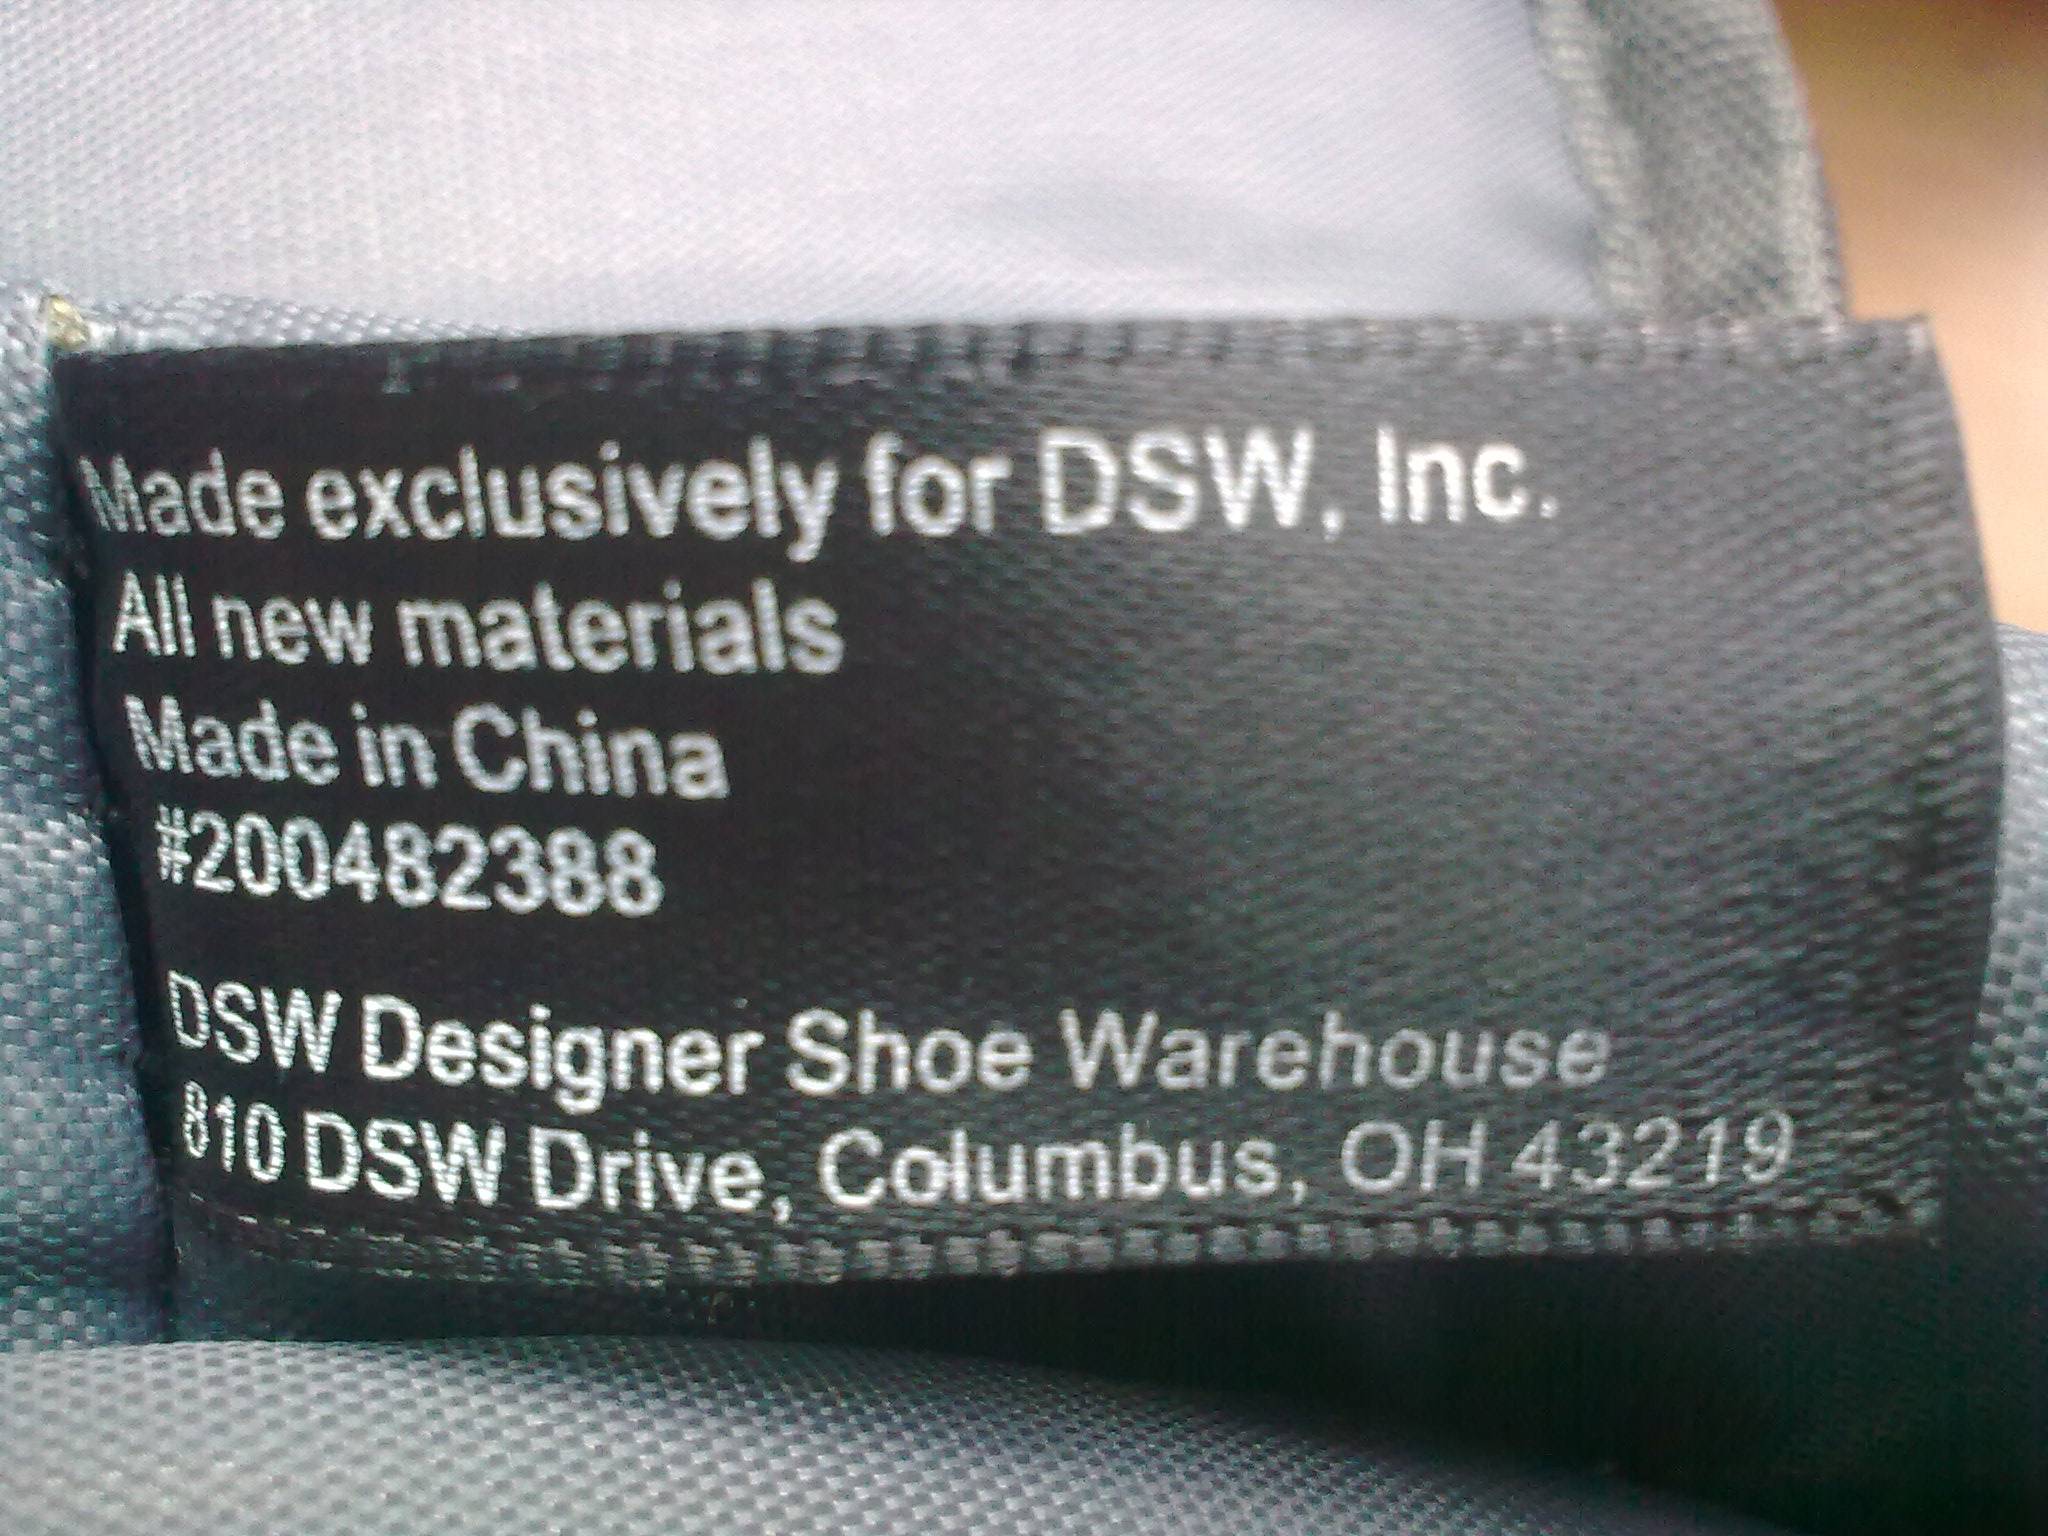 Made exclusively for DSW, Inc.
All new materials
Made in China
#200482388
DSW Designer Shoe Warehouse
810 DSW Drive, Columbus, OH 43219